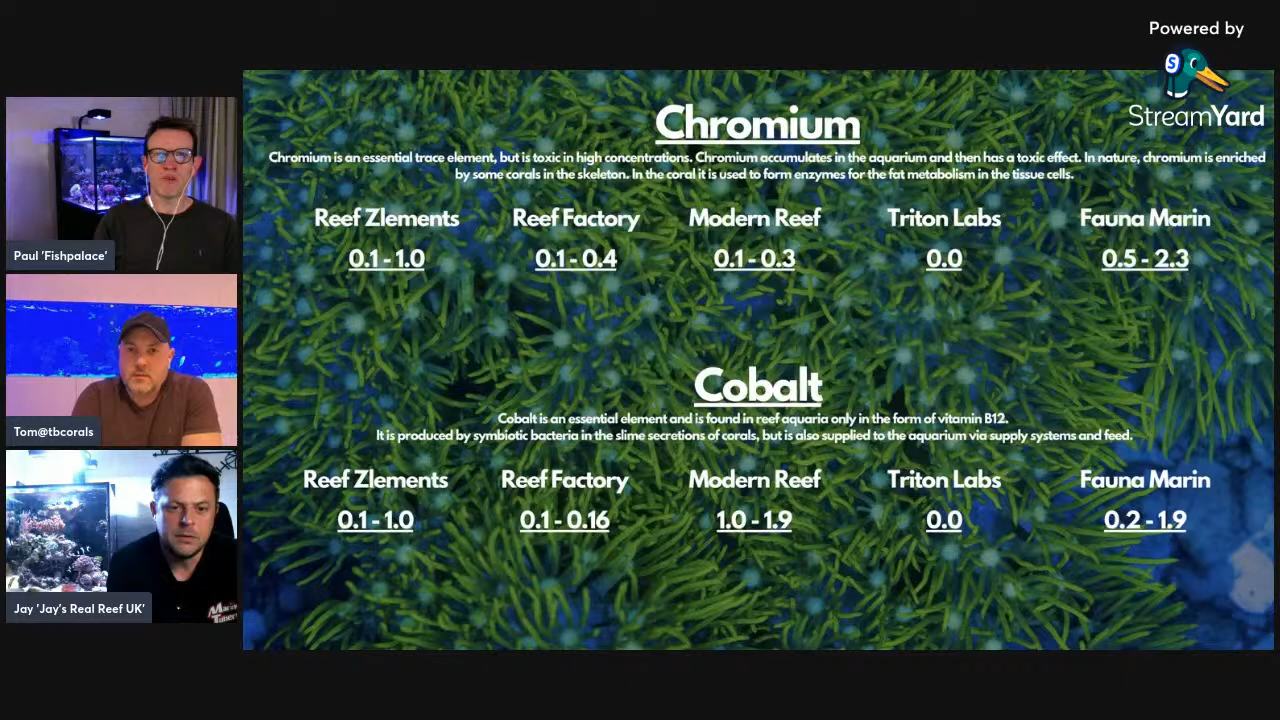 Powered by
StreamYard
Chromium
Chromium is an essential trace element, but is toxic in high concentrations. Chromium accumulates in the aquarium and then has a toxic effect. In nature, chromium is enriched
by some corals in the skeleton. In the coral it is used to form enzymes for the fat metabolism in the tissue cells.
Reef Zlements Reef Factory Modern Reef Triton Labs Fauna Marin
0.1 - 1.0 0.1 - 0.4 0.1 - 0.3 0.0 0.5 - 2.3
Paul 'Fishpalace'
Cobalt
Cobalt is an essential element and is found in reef aquaria only in the form of vitamin B12.
It is produced by symbiotic bacteria in the slime secretions of corals, but is also supplied to the aquarium via supply systems and feed.
Tom@tbcorals
Reef Zlements Reef Factory Modern Reef Triton Labs Fauna Marin
0.1 - 1.0 0.1 - 0.16 1.0 - 1.9 0.0 0.2 - 1.9
Jay 'Jay's Real Reef UK'